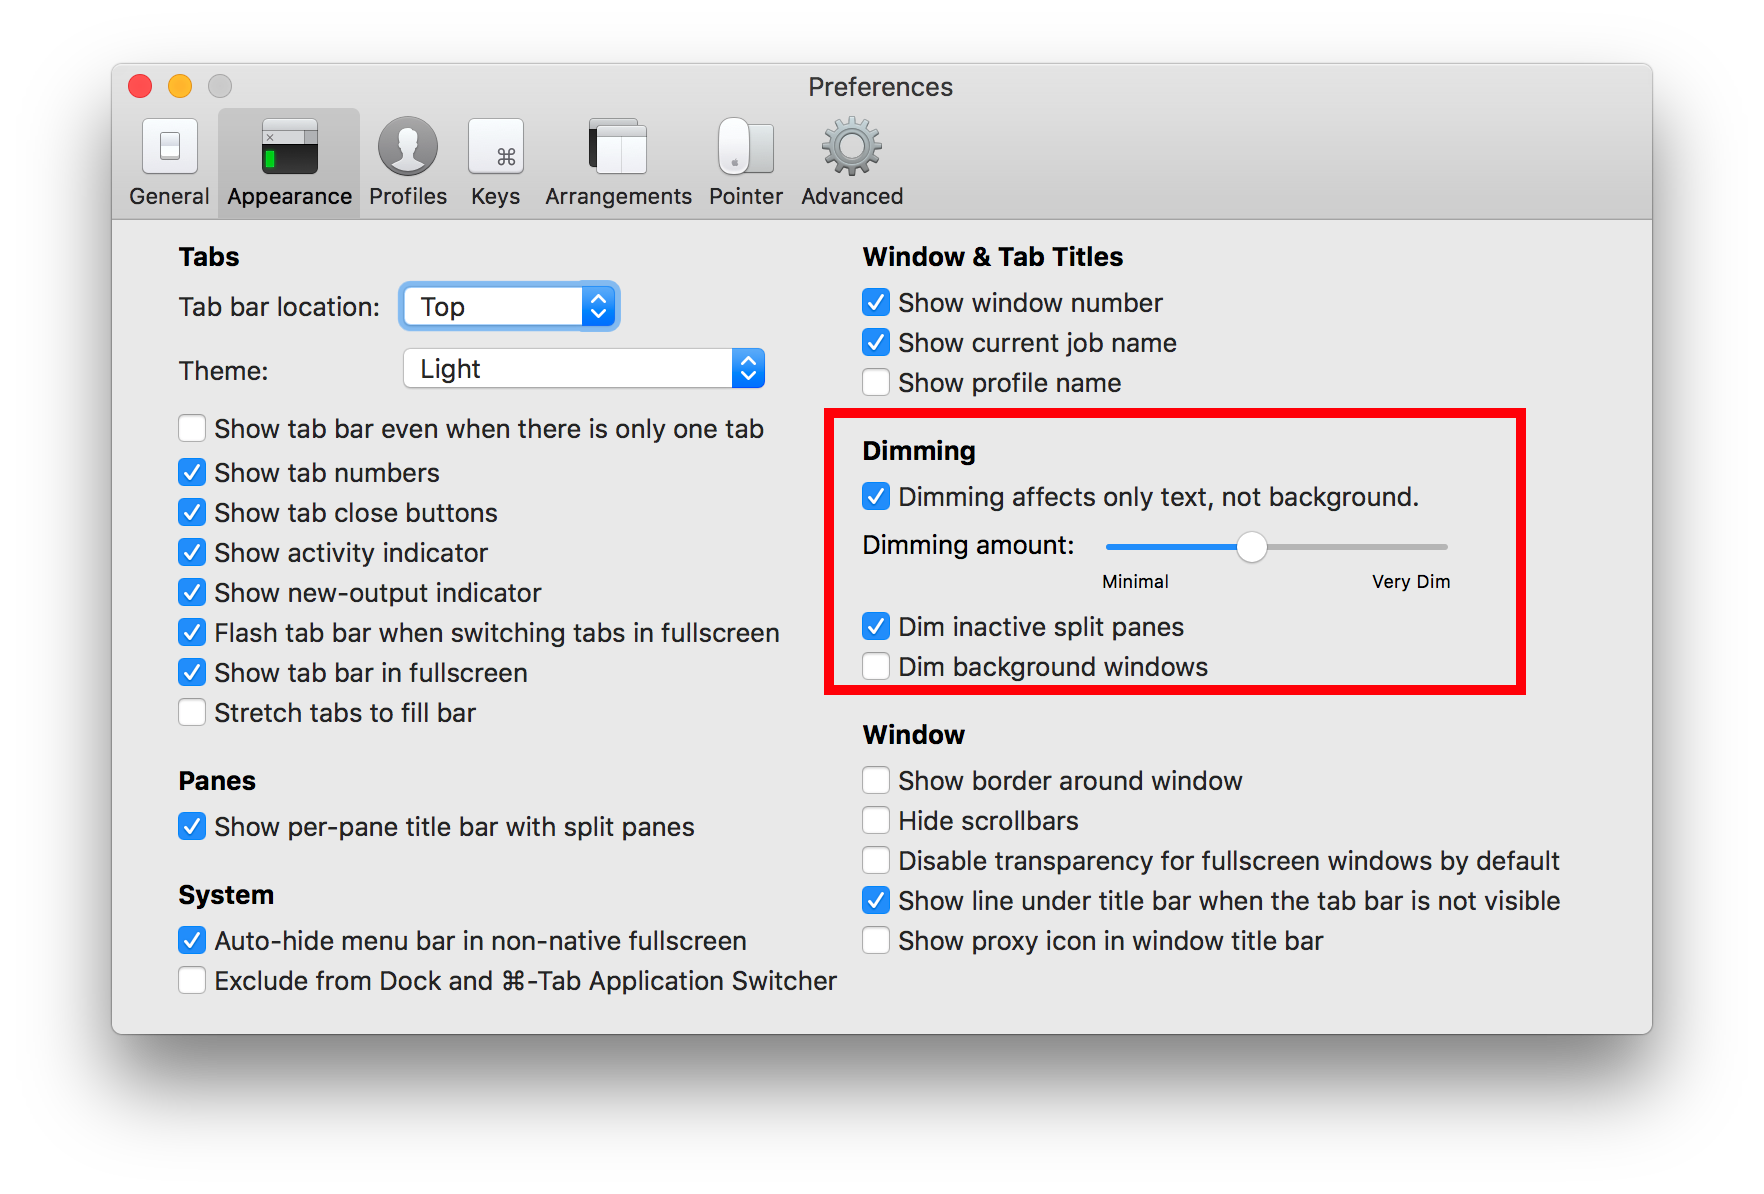 Preferences
General
Appearance
Profiles
Keys
Arrangements
Pointer
Advanced
Tabs
Tab bar location: Top
Theme: Light
Show tab bar even when there is only one tab
Show tab numbers
Show tab close buttons
Show activity indicator
Show new-output indicator
Flash tab bar when switching tabs in fullscreen
Show tab bar in fullscreen
Stretch tabs to fill bar
Panes
Show per-pane title bar with split panes
System
Auto-hide menu bar in non-native fullscreen
Exclude from Dock and ⌘-Tab Application Switcher
Window & Tab Titles
Show window number
Show current job name
Show profile name
Dimming
Dimming affects only text, not background.
Dimming amount:
Minimal Very Dim
Dim inactive split panes
Dim background windows
Window
Show border around window
Hide scrollbars
Disable transparency for fullscreen windows by default
Show line under title bar when the tab bar is not visible
Show proxy icon in window title bar